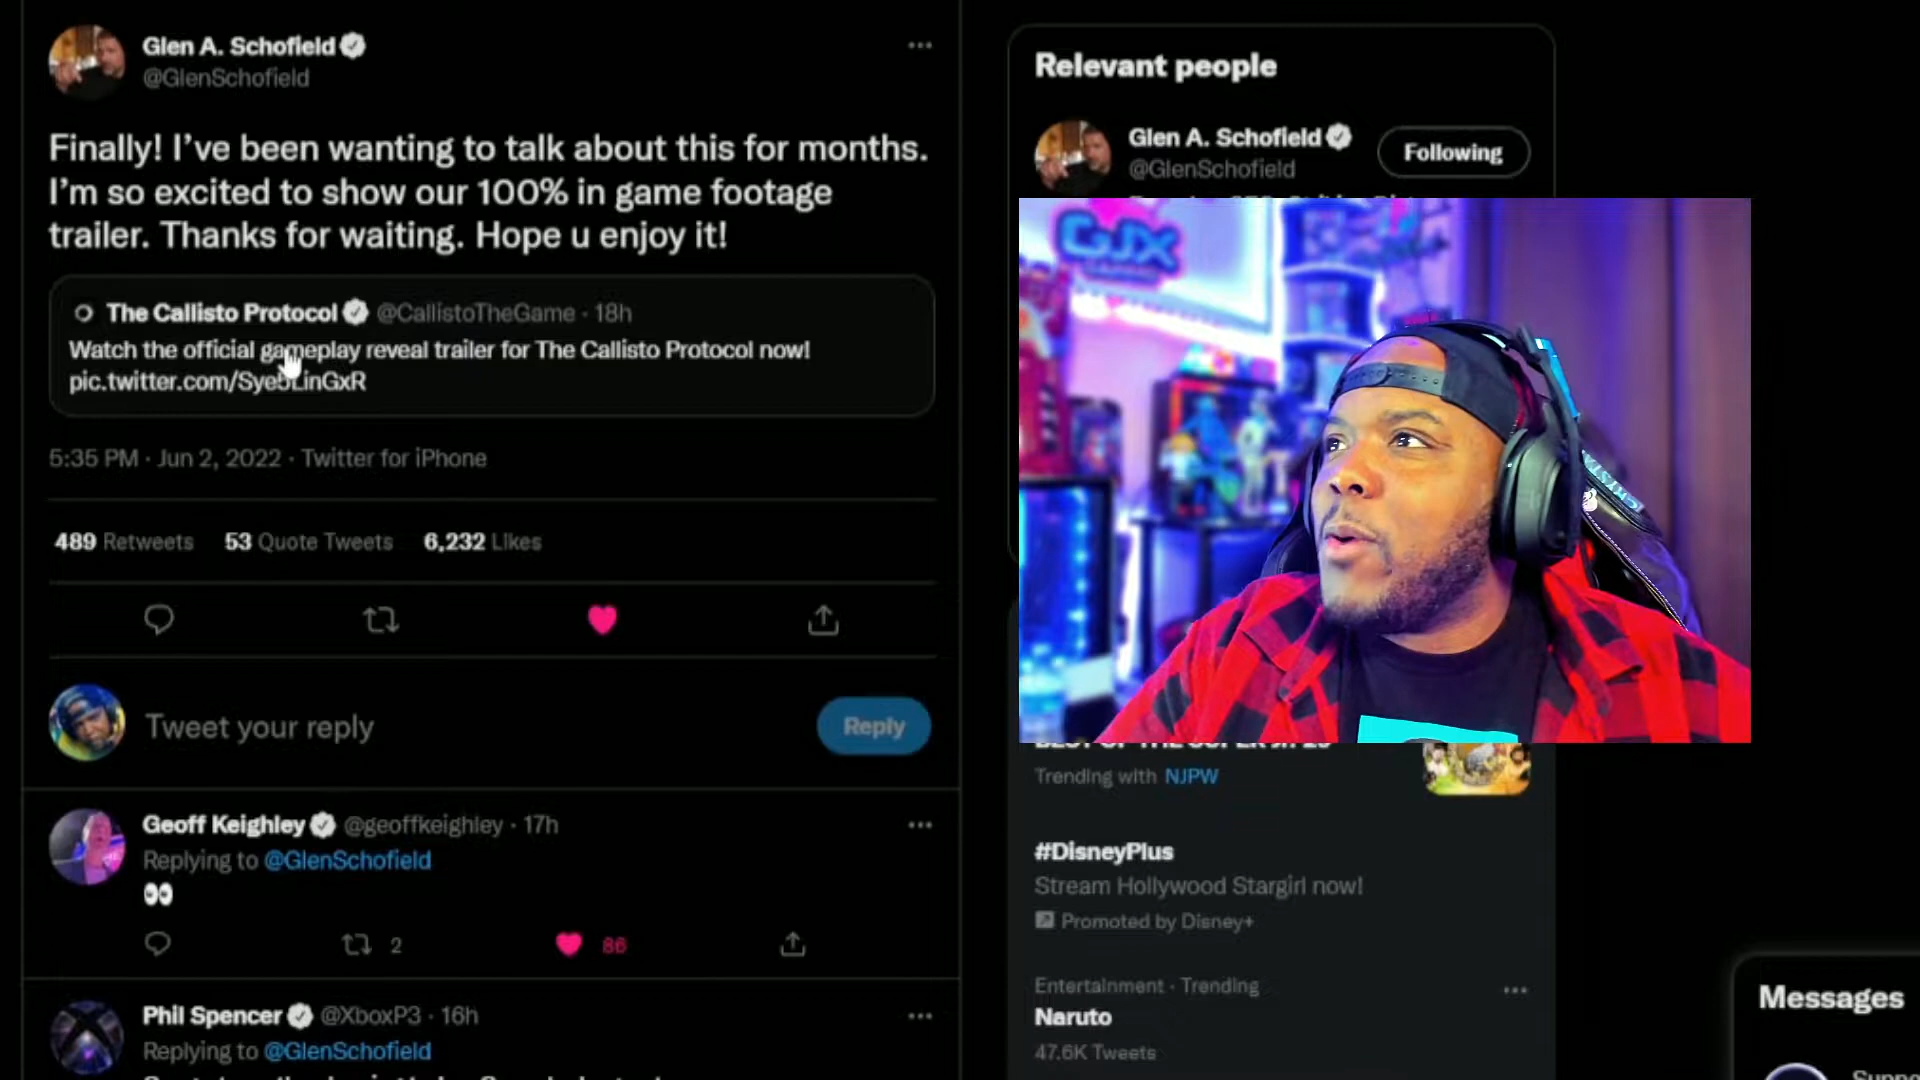 Glen A. Schofield
@GlenSchofield
Finally! I've been wanting to talk about this for months.
I'm so excited to show our 100% in game footage
trailer. Thanks for waiting. Hope u enjoy it!
The Callisto Protocol @CallistoTheGame · 18h
Watch the official gameplay reveal trailer for The Callisto Protocol now!
pic.twitter.com/Sye5LinGxR
5:35 PM · Jun 2, 2022 · Twitter for iPhone
489 Retweets 53 Quote Tweets 6,232 Likes
Tweet your reply
Reply
Geoff Keighley @geoffkeighley · 17h
Replying to @GlenSchofield
2 86
Phil Spencer @XboxP3 · 16h
Replying to @GlenSchofield
Relevant people
Glen A. Schofield
@GlenSchofield
Following
GJX
Trending with NJPW
#DisneyPlus
Stream Hollywood Stargirl now!
Promoted by Disney+
Entertainment · Trending
Naruto
47.6K Tweets
Messages